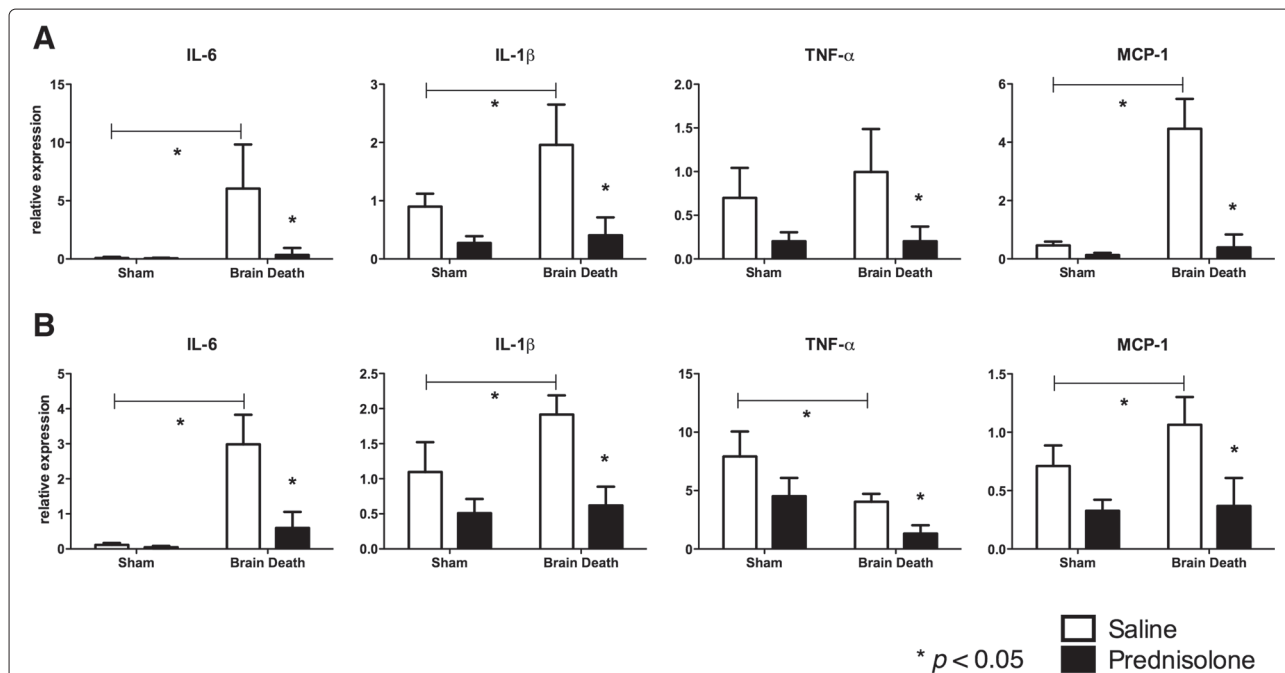 A
IL-6
IL-1β
TNF-α
MCP-1
relative expression
15
10
5
0
Sham
Brain Death
*
*
3
2
1
0
Sham
Brain Death
*
*
2.0
1.5
1.0
0.5
0.0
Sham
Brain Death
*
6
4
2
0
Sham
Brain Death
*
*
B
IL-6
IL-1β
TNF-α
MCP-1
relative expression
5
4
3
2
1
0
Sham
Brain Death
*
*
2.5
2.0
1.5
1.0
0.5
0.0
Sham
Brain Death
*
*
15
10
5
0
Sham
Brain Death
*
*
1.5
1.0
0.5
0.0
Sham
Brain Death
*
*
Saline
* p < 0.05
Prednisolone